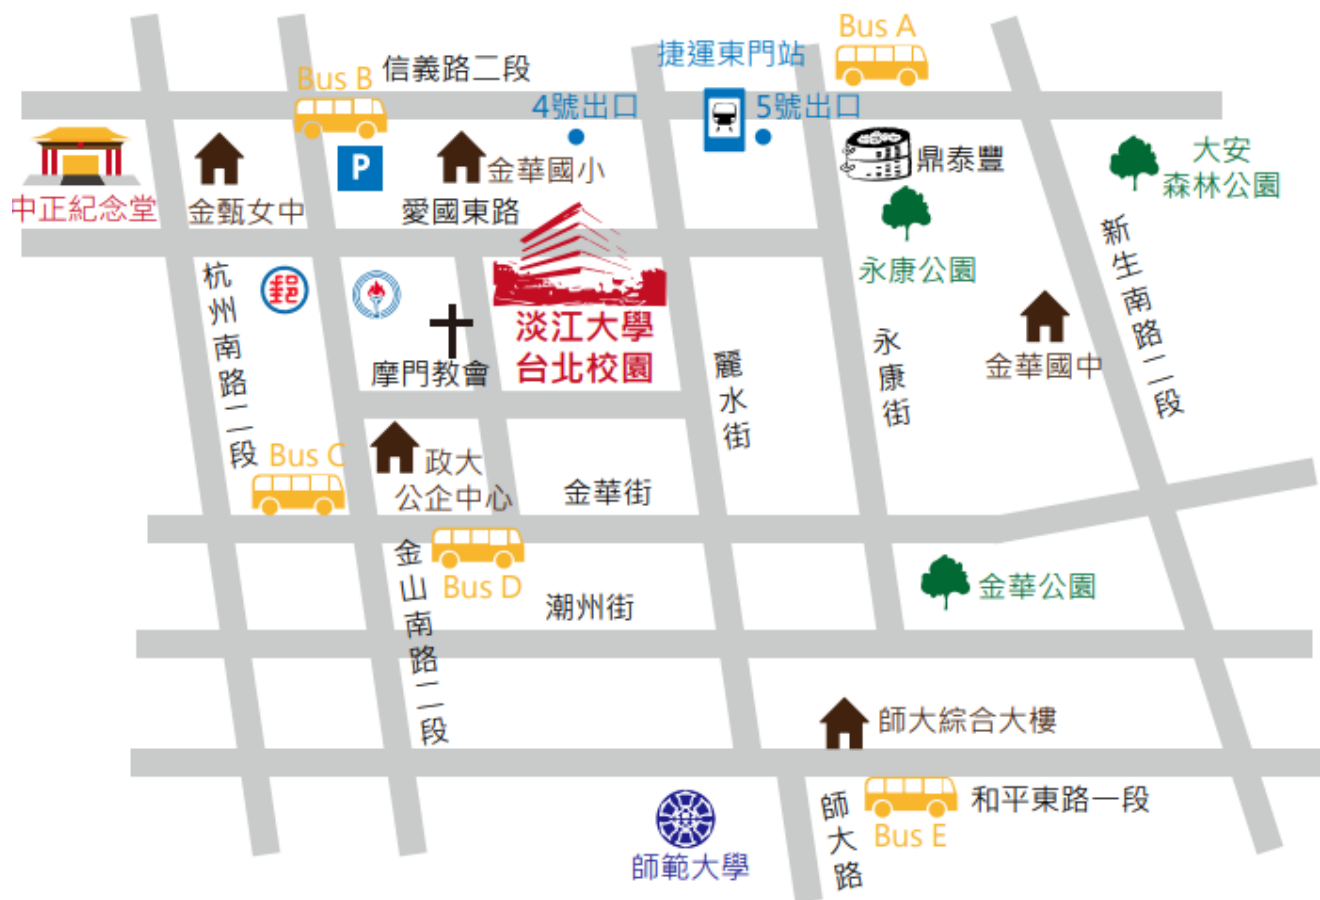 Bus A
捷運東門站
信義路二段
Bus B
4號出口
5號出口
P
鼎泰豐
大安
森林公園
金華國小
中正紀念堂
金甌女中
愛國東路
永康公園
新生南路二段
杭州南路二段
郵
淡江大學
台北校園
摩門教會
麗水街
永康街
金華國中
Bus C
政大
公企中心
金華街
金山南路二段
Bus D
潮州街
金華公園
師大綜合大樓
和平東路一段
師大路
Bus E
師範大學